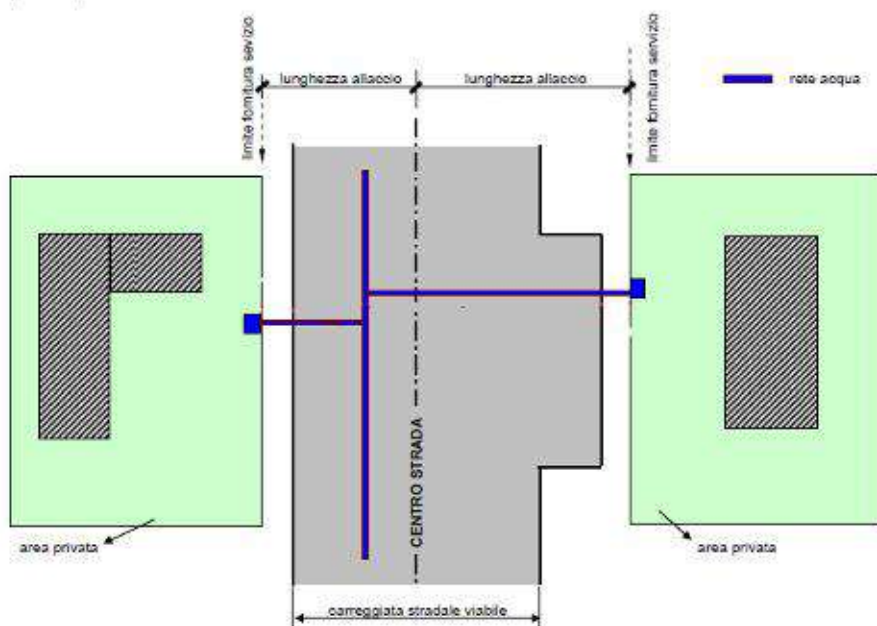 limite fornitura sevizio
lunghezza allaccio
lunghezza allaccio
limite fornitura servizio
rete acqua
CENTRO STRADA
area privata
area privata
carreggiata stradale viabile